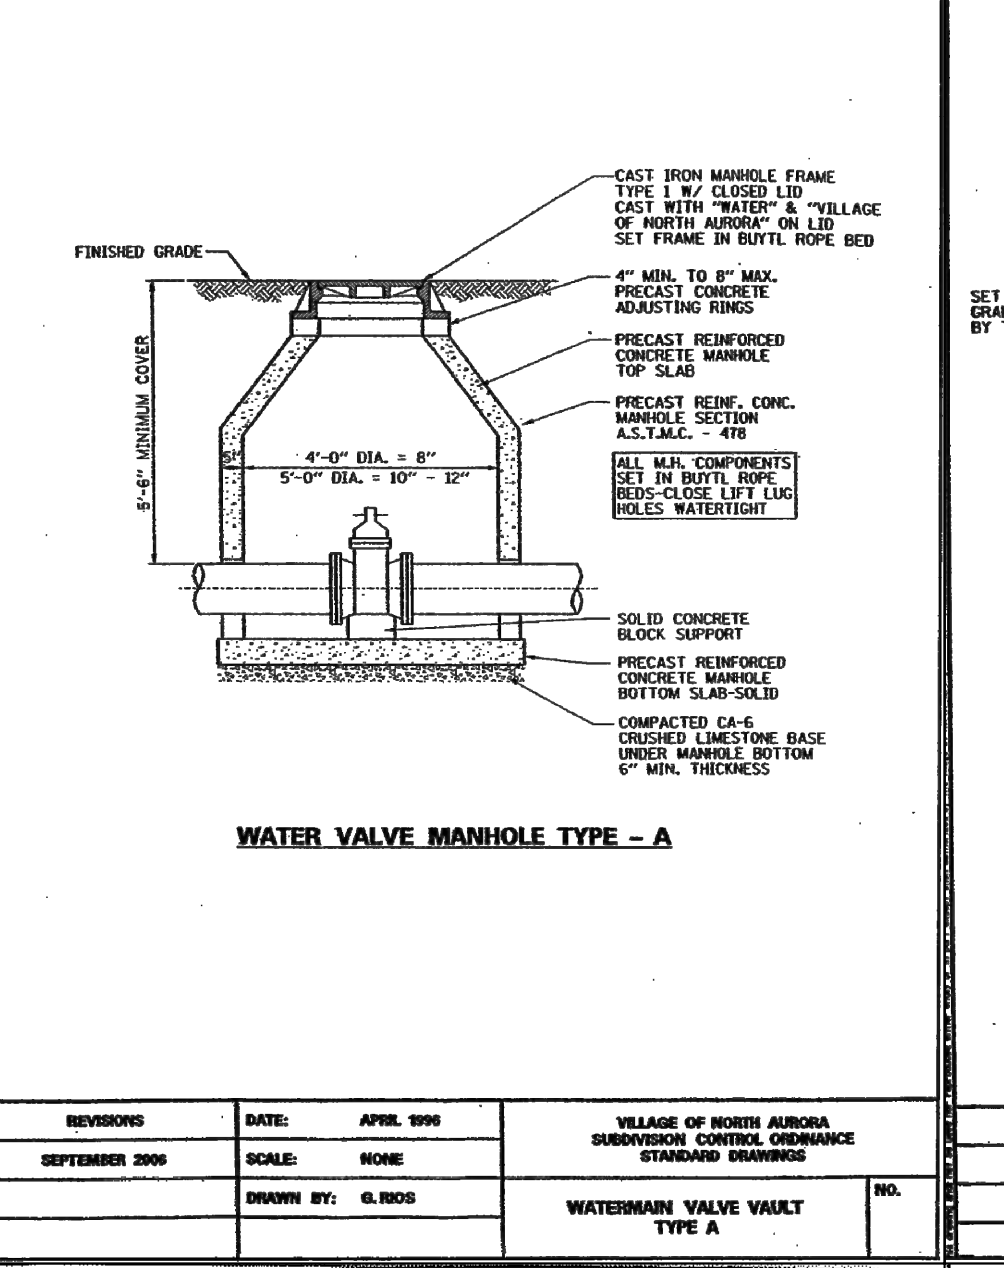 CAST IRON MANHOLE FRAME
TYPE 1 W/ CLOSED LID
CAST WITH "WATER" & "VILLAGE
OF NORTH AURORA" ON LID
SET FRAME IN BUYTL ROPE BED
FINISHED GRADE
4" MIN. TO 8" MAX.
PRECAST CONCRETE
ADJUSTING RINGS
SET
BY
PRECAST REINFORCED
CONCRETE MANHOLE
TOP SLAB
5'-6" MINIMUM COVER
PRECAST REINF. CONC.
MANHOLE SECTION
A.S.T.M.C. - 478
5"
4'-0" DIA. = 8"
5'-0" DIA. = 10" - 12"
ALL M.H. COMPONENTS
SET IN BUYTL ROPE
BEDS-CLOSE LIFT LUG
HOLES WATERTIGHT
SOLID CONCRETE
BLOCK SUPPORT
PRECAST REINFORCED
CONCRETE MANHOLE
BOTTOM SLAB-SOLID
COMPACTED CA-6
CRUSHED LIMESTONE BASE
UNDER MANHOLE BOTTOM
6" MIN. THICKNESS
WATER VALVE MANHOLE TYPE - A
REVISIONS
SEPTEMBER 2006
DATE: APRIL 1996
SCALE: NONE
DRAWN BY: G.RIOS
VILLAGE OF NORTH AURORA
SUBDIVISION CONTROL ORDINANCE
STANDARD DRAWINGS
WATERMAIN VALVE VAULT
TYPE A
NO.